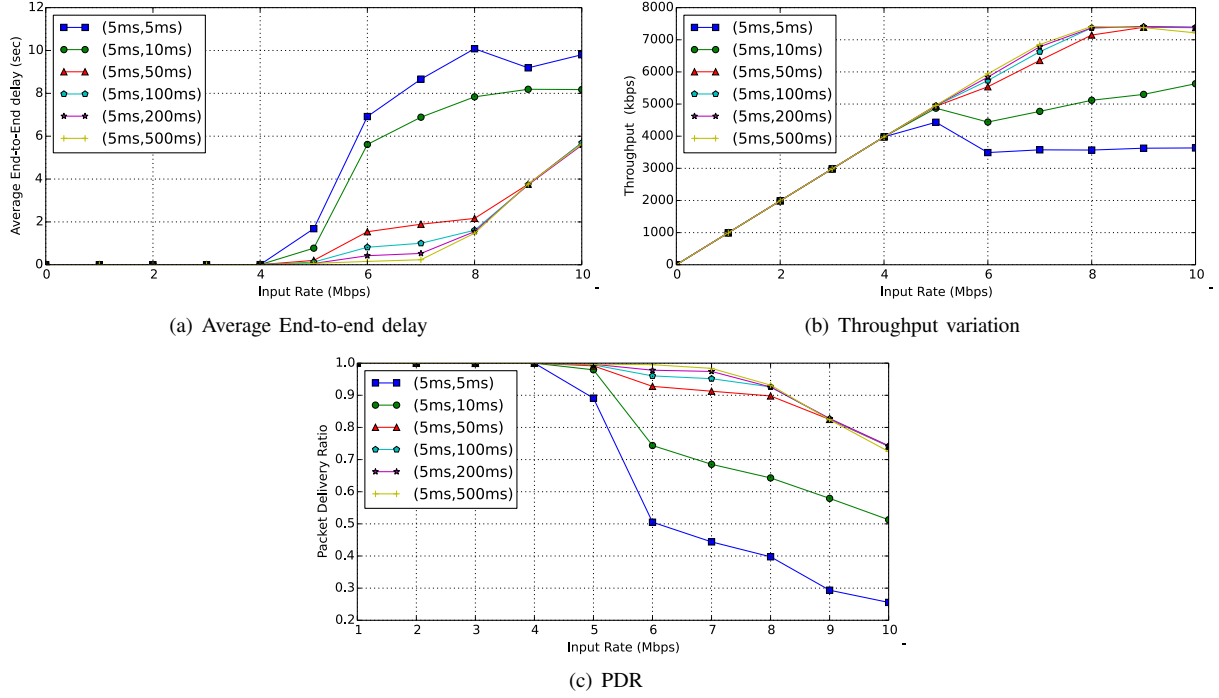 (5ms,5ms)
(5ms,10ms)
(5ms,50ms)
(5ms,100ms)
(5ms,200ms)
(5ms,500ms)
Average End-to-End delay (sec)
12
10
8
6
4
2
0
0 2 4 6 8 10
Input Rate (Mbps)
(a) Average End-to-end delay
(5ms,5ms)
(5ms,10ms)
(5ms,50ms)
(5ms,100ms)
(5ms,200ms)
(5ms,500ms)
Throughput (kbps)
8000
7000
6000
5000
4000
3000
2000
1000
0
0 2 4 6 8 10
Input Rate (Mbps)
(b) Throughput variation
(5ms,5ms)
(5ms,10ms)
(5ms,50ms)
(5ms,100ms)
(5ms,200ms)
(5ms,500ms)
Packet Delivery Ratio
1.0
0.9
0.8
0.7
0.6
0.5
0.4
0.3
0.2
1 2 3 4 5 6 7 8 9 10
Input Rate (Mbps)
(c) PDR